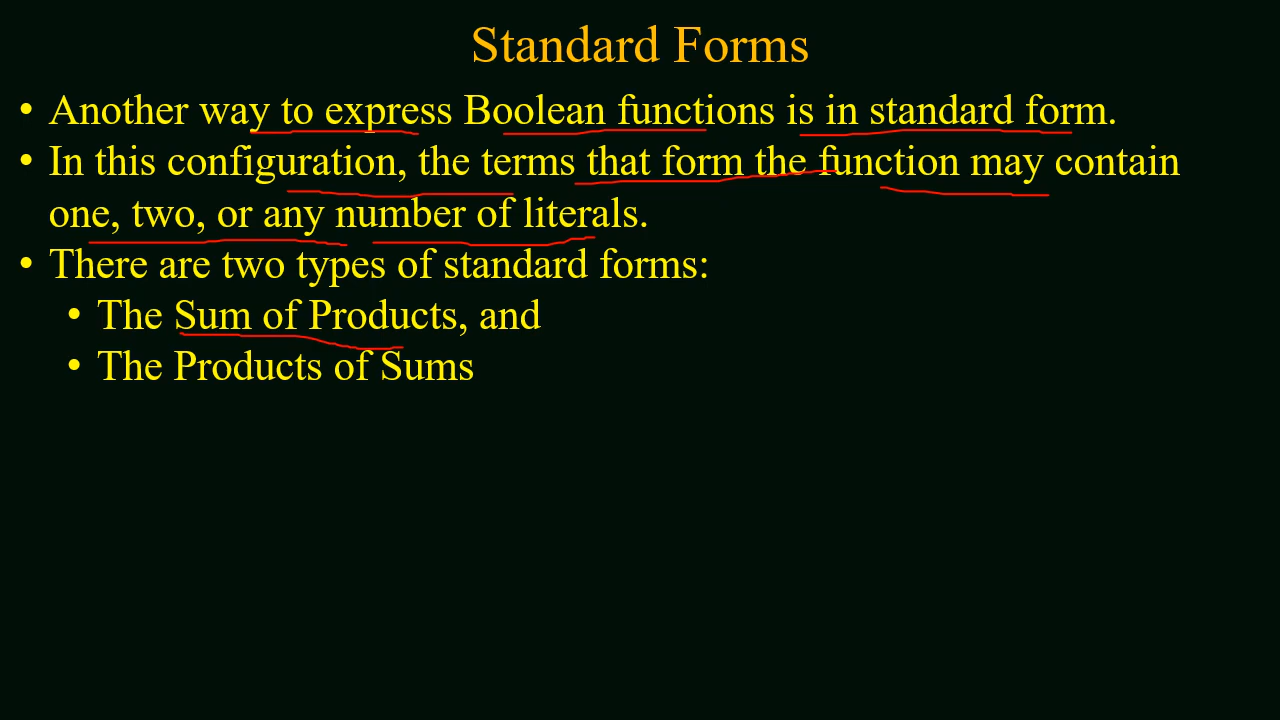 Standard Forms
• Another way to express Boolean functions is in standard form.
• In this configuration, the terms that form the function may contain
one, two, or any number of literals.
• There are two types of standard forms:
• The Sum of Products, and
• The Products of Sums